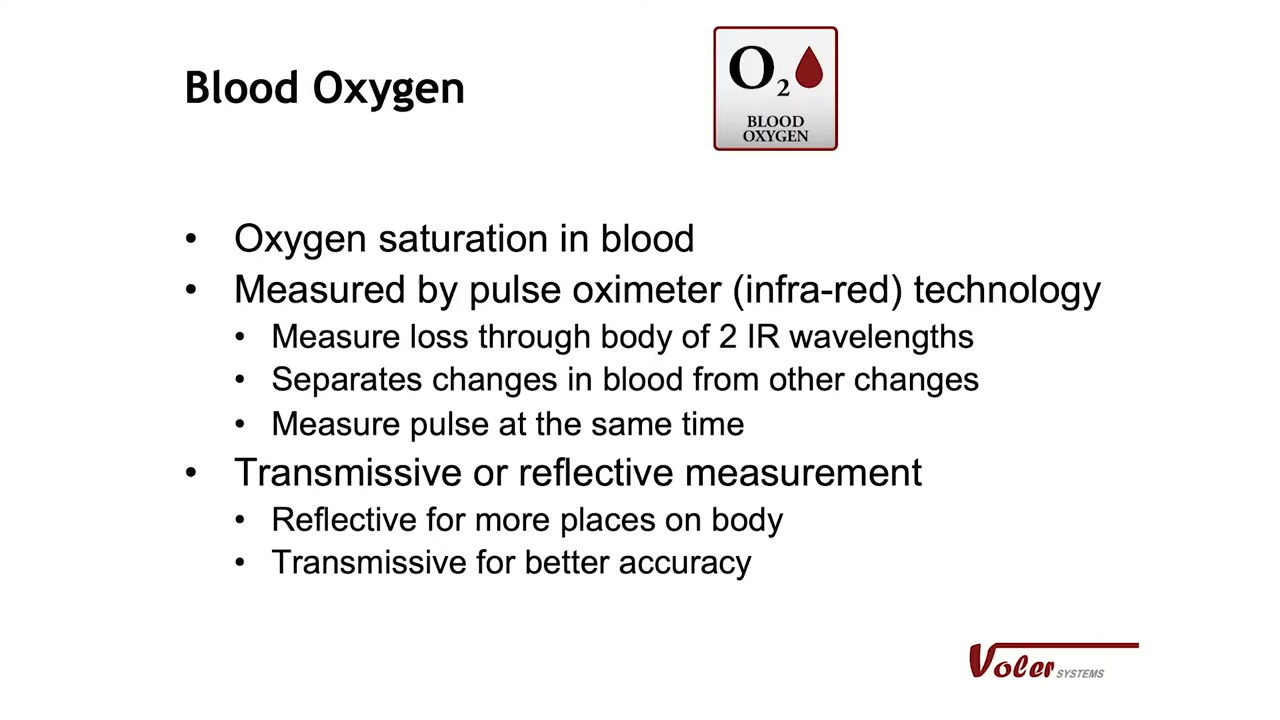 Blood Oxygen
O2
BLOOD
OXYGEN
• Oxygen saturation in blood
• Measured by pulse oximeter (infra-red) technology
• Measure loss through body of 2 IR wavelengths
• Separates changes in blood from other changes
• Measure pulse at the same time
• Transmissive or reflective measurement
• Reflective for more places on body
• Transmissive for better accuracy
Voler SYSTEMS